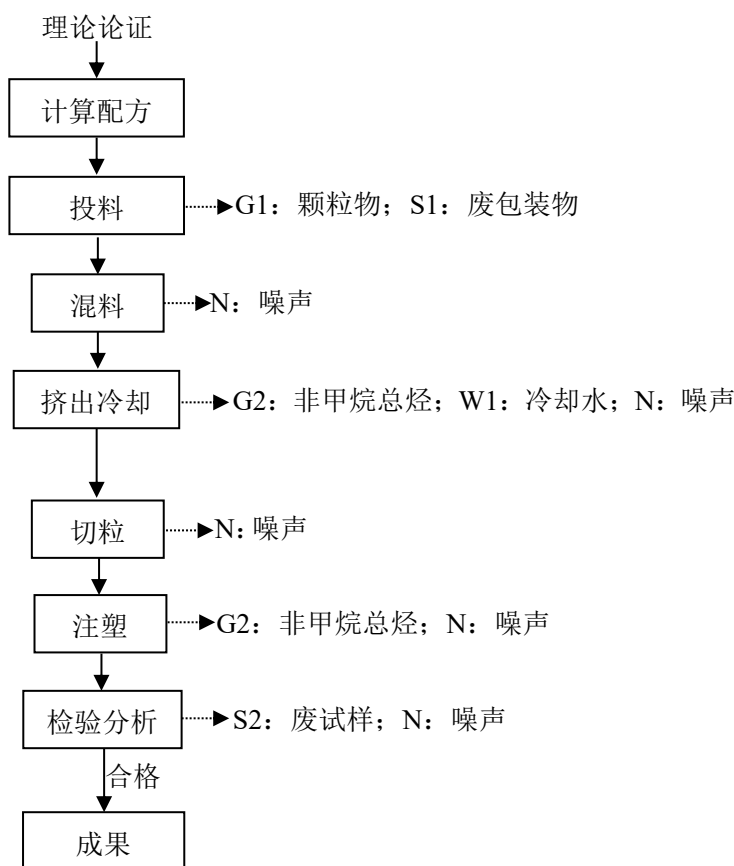 理论论证
计算配方
投料
G1：颗粒物；S1：废包装物
混料
N：噪声
挤出冷却
G2：非甲烷总烃；W1：冷却水；N：噪声
切粒
N：噪声
注塑
G2：非甲烷总烃；N：噪声
检验分析
S2：废试样；N：噪声
合格
成果